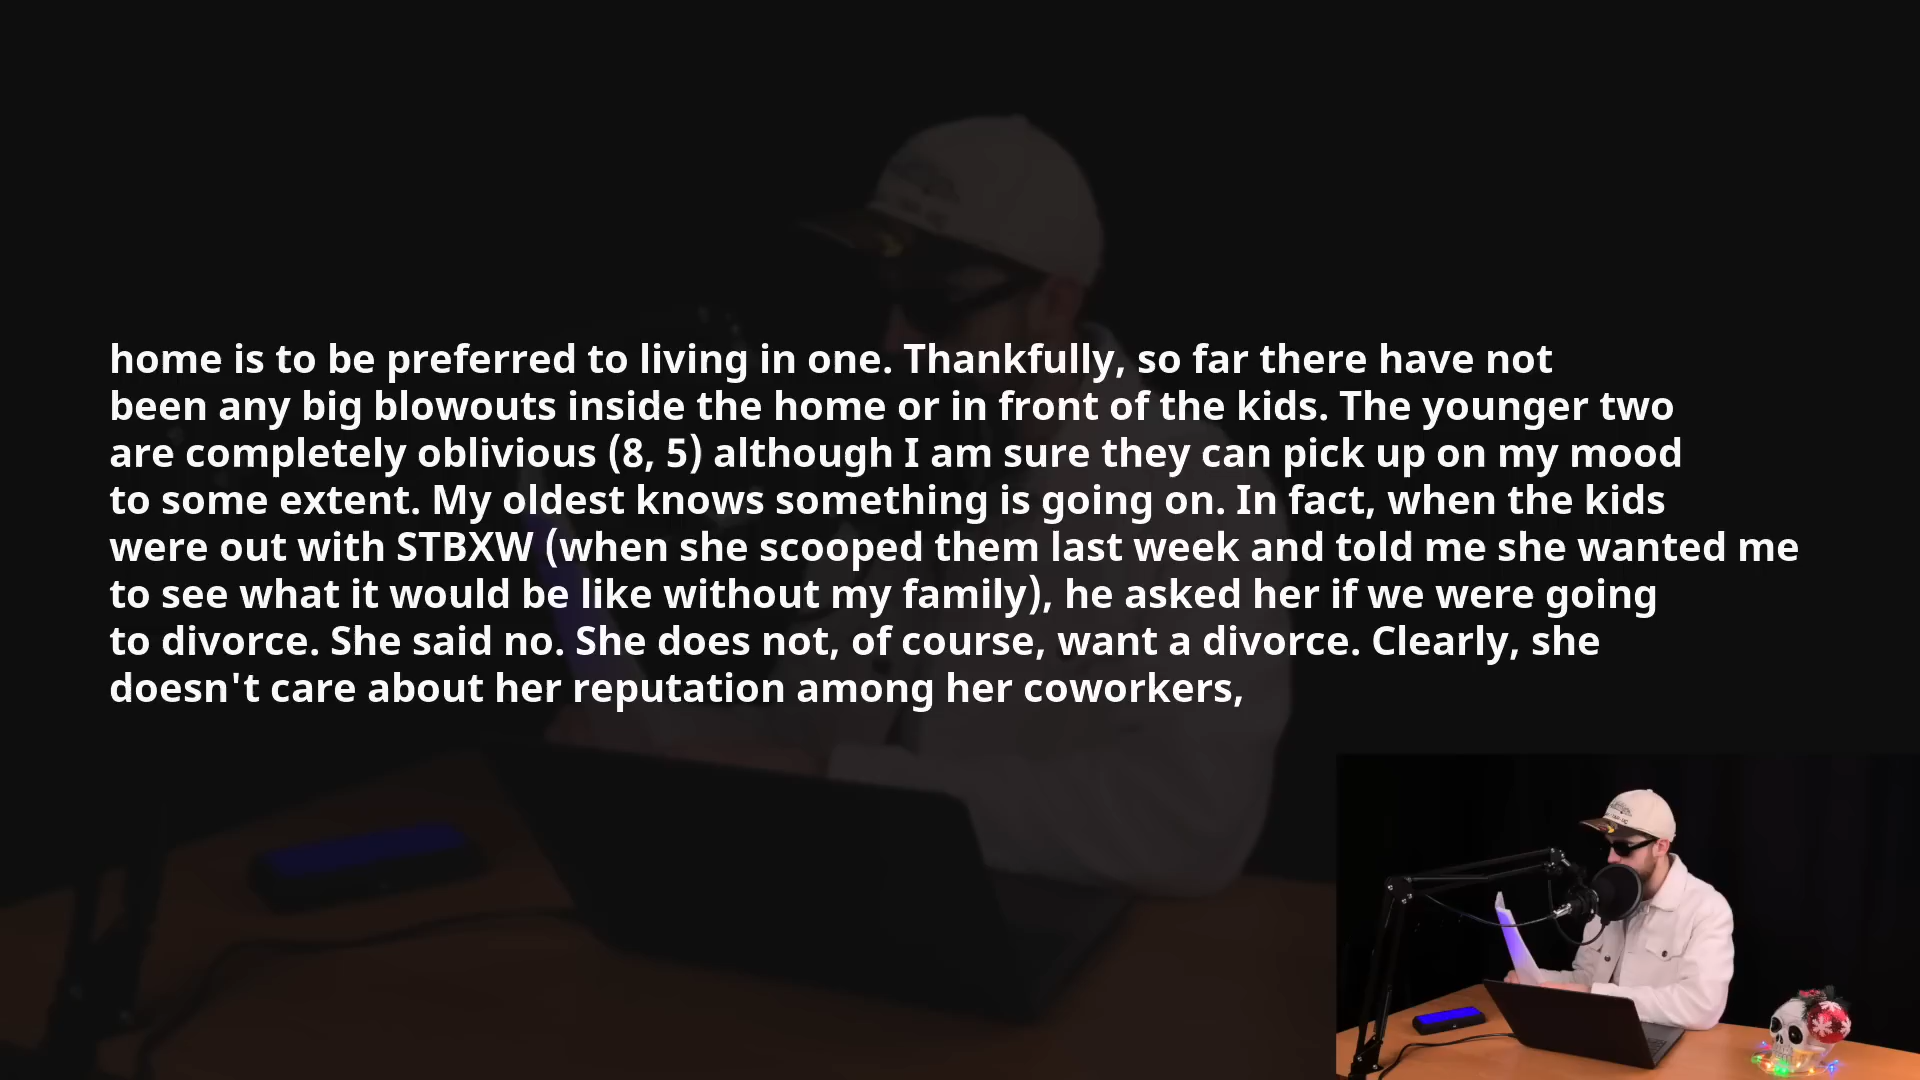 home is to be preferred to living in one. Thankfully, so far there have not
been any big blowouts inside the home or in front of the kids. The younger two
are completely oblivious (8, 5) although I am sure they can pick up on my mood
to some extent. My oldest knows something is going on. In fact, when the kids
were out with STBXW (when she scooped them last week and told me she wanted me
to see what it would be like without my family), he asked her if we were going
to divorce. She said no. She does not, of course, want a divorce. Clearly, she
doesn't care about her reputation among her coworkers,